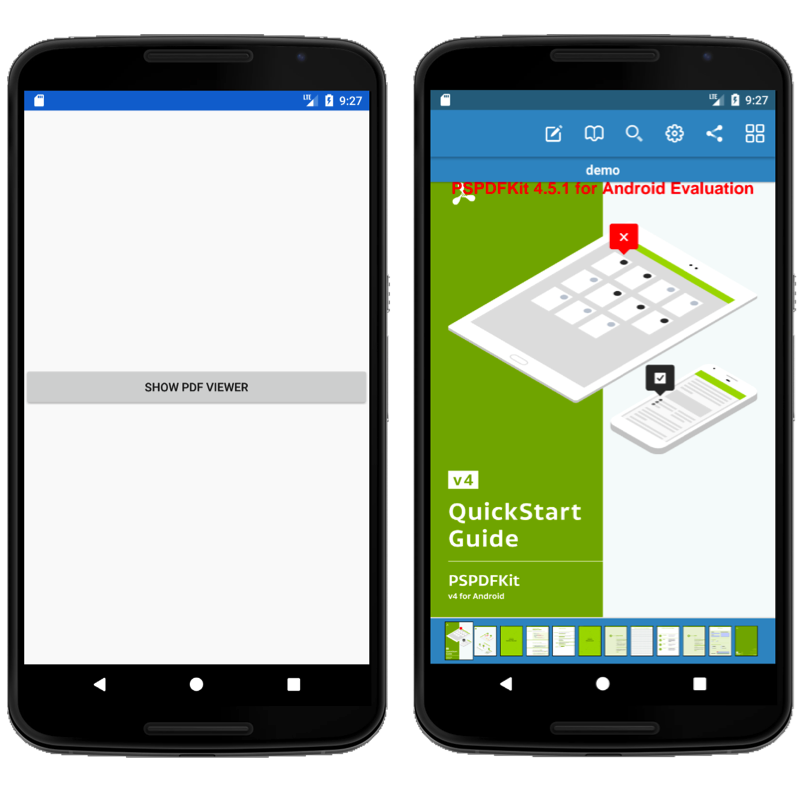 LTE 9:27
SHOW PDF VIEWER
LTE 9:27
demo
PSPDFKit 4.5.1 for Android Evaluation
v4
QuickStart
Guide
PSPDFKit
v4 for Android